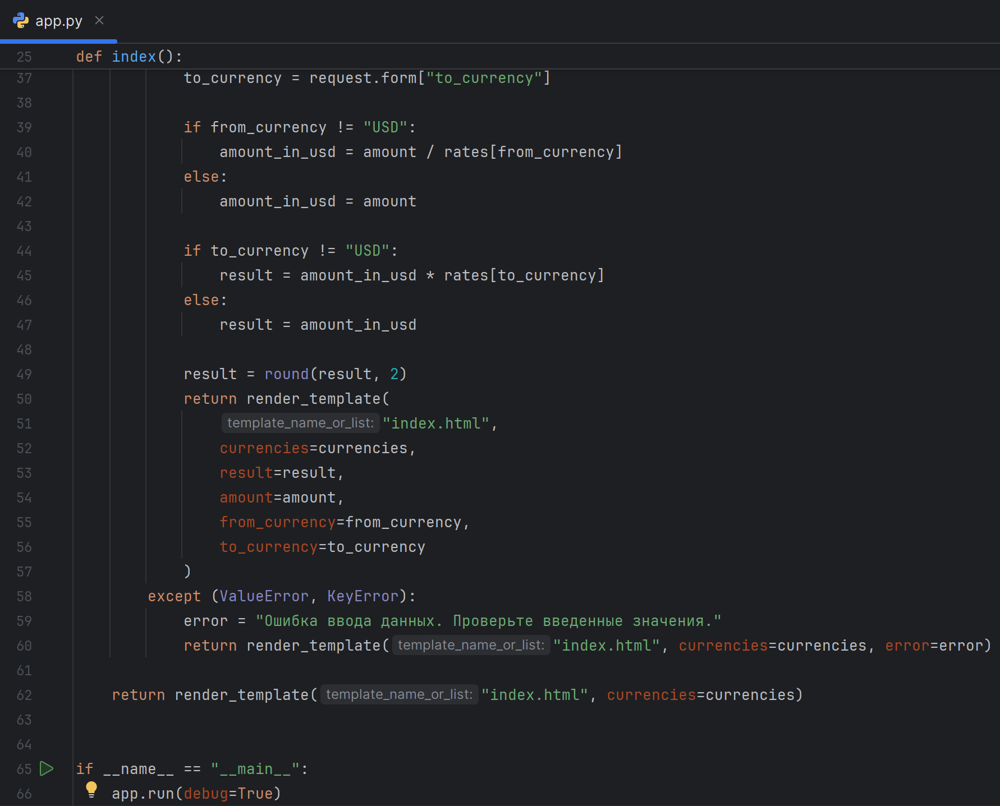 app.py
25 def index():
37 to_currency = request.form["to_currency"]
38
39 if from_currency != "USD":
40 amount_in_usd = amount / rates[from_currency]
41 else:
42 amount_in_usd = amount
43
44 if to_currency != "USD":
45 result = amount_in_usd * rates[to_currency]
46 else:
47 result = amount_in_usd
48
49 result = round(result, 2)
50 return render_template(
51 template_name_or_list: "index.html",
52 currencies=currencies,
53 result=result,
54 amount=amount,
55 from_currency=from_currency,
56 to_currency=to_currency
57 )
58 except (ValueError, KeyError):
59 error = "Ошибка ввода данных. Проверьте введенные значения."
60 return render_template( template_name_or_list: "index.html", currencies=currencies, error=error)
61
62 return render_template( template_name_or_list: "index.html", currencies=currencies)
63
64
65 if __name__ == "__main__":
66 app.run(debug=True)